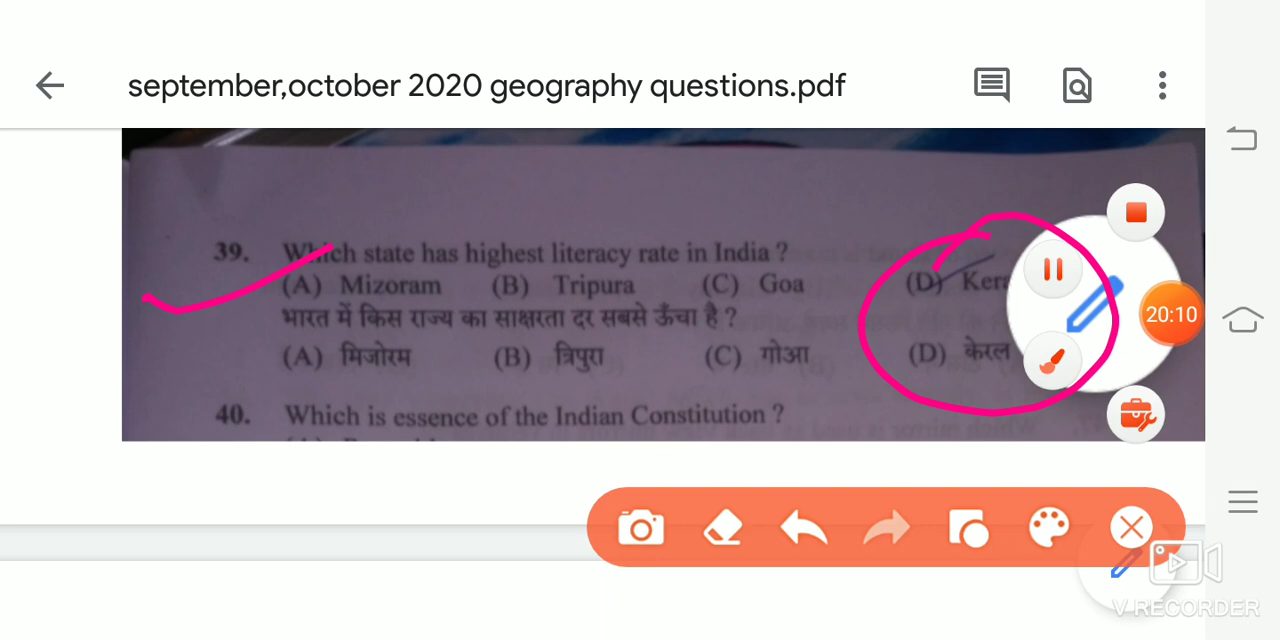 september,october 2020 geography questions.pdf
39. Which state has highest literacy rate in India ?
(A) Mizoram (B) Tripura (C) Goa (D)
भारत में किस राज्य का साक्षरता दर सबसे ऊँचा है ?
(A) मिजोरम (B) त्रिपुरा (C) गोआ (D) केरल
40. Which is essence of the Indian Constitution ?
20:10
V RECORDER